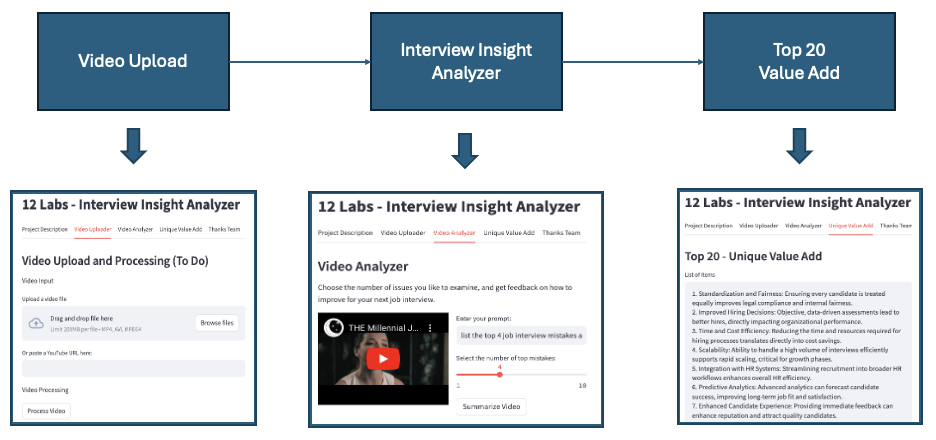 Video Upload
Interview Insight
Analyzer
Top 20
Value Add
12 Labs - Interview Insight Analyzer
Project Description Video Uploader Video Analyzer Unique Value Add Thanks Team
Video Upload and Processing (To Do)
Video Input
Upload a video file
Drag and drop file here
Limit 200MB per file • MP4, AVI, MPEG4
Browse files
Or paste a YouTube URL here:
Video Processing
Process Video
12 Labs - Interview Insight Analyzer
Project Description Video Uploader Video Analyzer Unique Value Add Thanks Team
Video Analyzer
Choose the number of issues you like to examine, and get feedback on how to
improve for your next job interview.
THE Millennial J...
Enter your prompt:
list the top 4 job interview mistakes a
Select the number of top mistakes:
4
1 10
Summarize Video
12 Labs - Interview Insight Analyzer
Project Description Video Uploader Video Analyzer Unique Value Add Thanks Team
Top 20 - Unique Value Add
List of Items
1. Standardization and Fairness: Ensuring every candidate is treated
equally improves legal compliance and internal fairness.
2. Improved Hiring Decisions: Objective, data-driven assessments lead to
better hires, directly impacting organizational performance.
3. Time and Cost Efficiency: Reducing the time and resources required for
hiring processes translates directly into cost savings.
4. Scalability: Ability to handle a high volume of interviews efficiently
supports rapid scaling, critical for growth phases.
5. Integration with HR Systems: Streamlining recruitment into broader HR
workflows enhances overall HR efficiency.
6. Predictive Analytics: Advanced analytics can forecast candidate
success, improving long-term job fit and satisfaction.
7. Enhanced Candidate Experience: Providing immediate feedback can
enhance reputation and attract quality candidates.